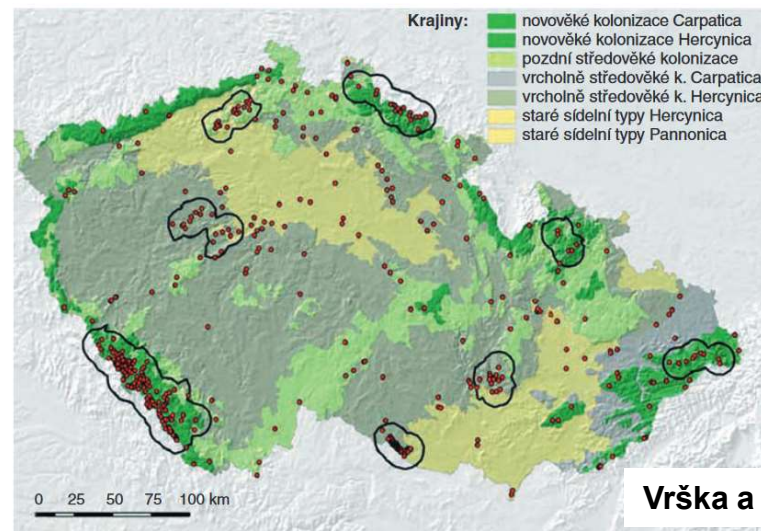 Krajiny:
novověké kolonizace Carpatica
novověké kolonizace Hercynica
pozdní středověké kolonizace
vrcholně středověké k. Carpatica
vrcholně středověké k. Hercynica
staré sídelní typy Hercynica
staré sídelní typy Pannonica
0 25 50 75 100 km
Vrška a